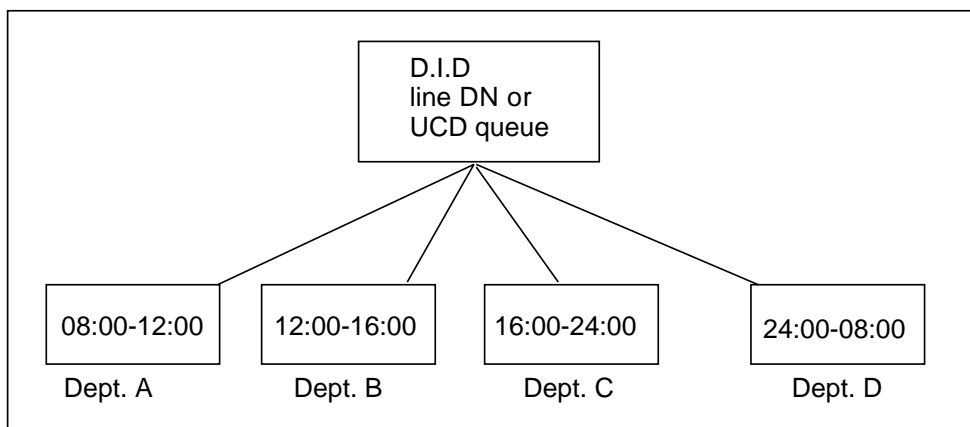 D.I.D
line DN or
UCD queue
08:00-12:00
12:00-16:00
16:00-24:00
24:00-08:00
Dept. A
Dept. B
Dept. C
Dept. D